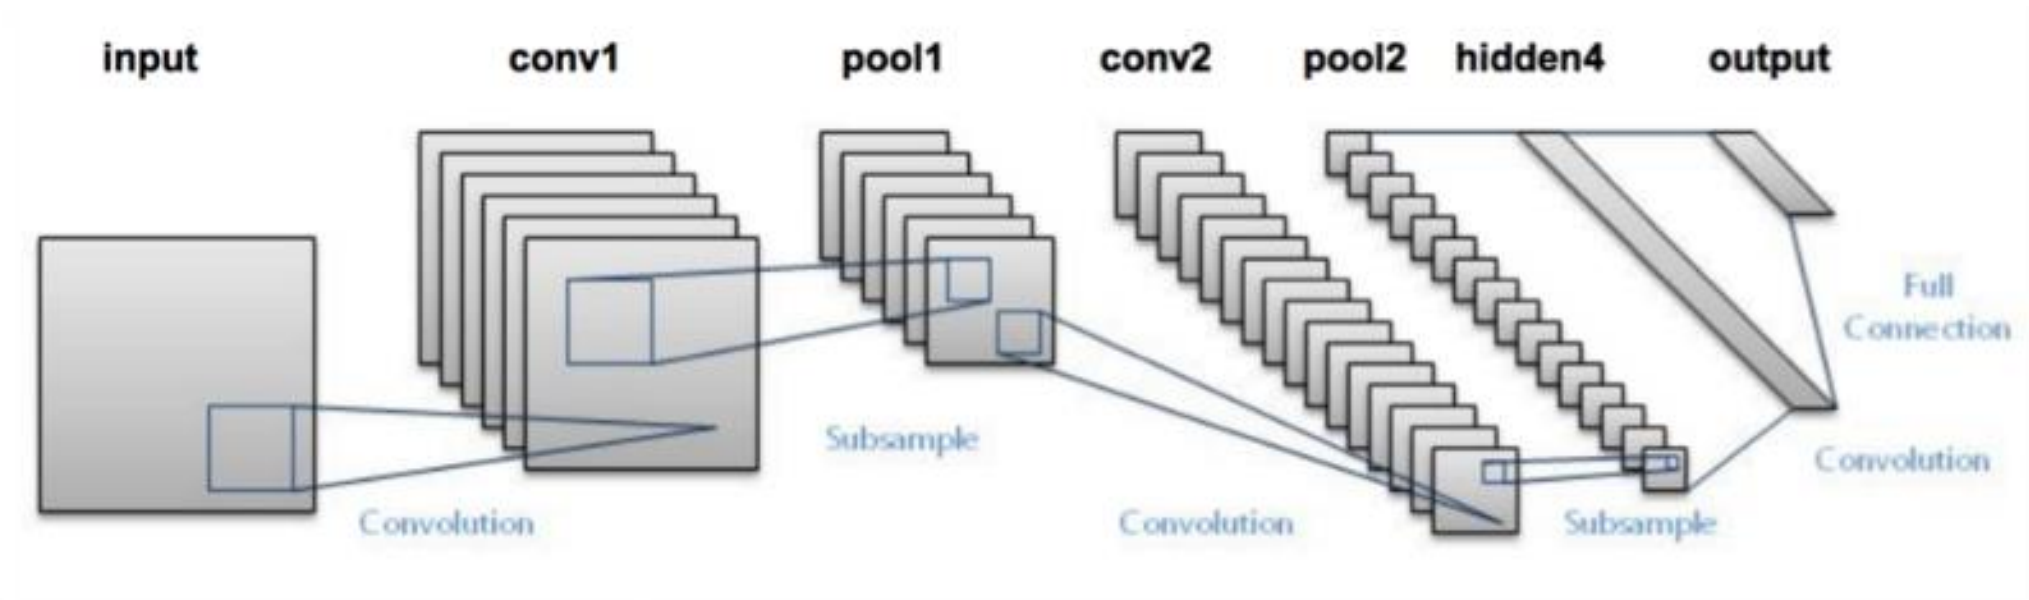 input
conv1
pool1
conv2
pool2
hidden4
output
Full
Connection
Subsample
Convolution
Convolution
Convolution
Subsample